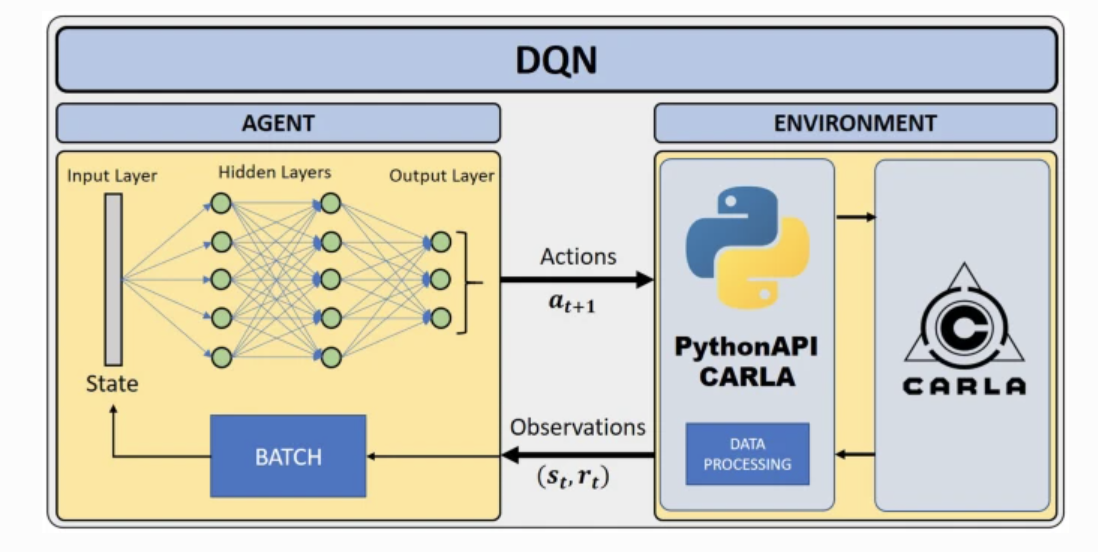 DQN
AGENT
Input Layer
Hidden Layers
Output Layer
State
BATCH
Actions
a_{t+1}
Observations
(s_t, r_t)
ENVIRONMENT
PythonAPI
CARLA
DATA
PROCESSING
CARLA